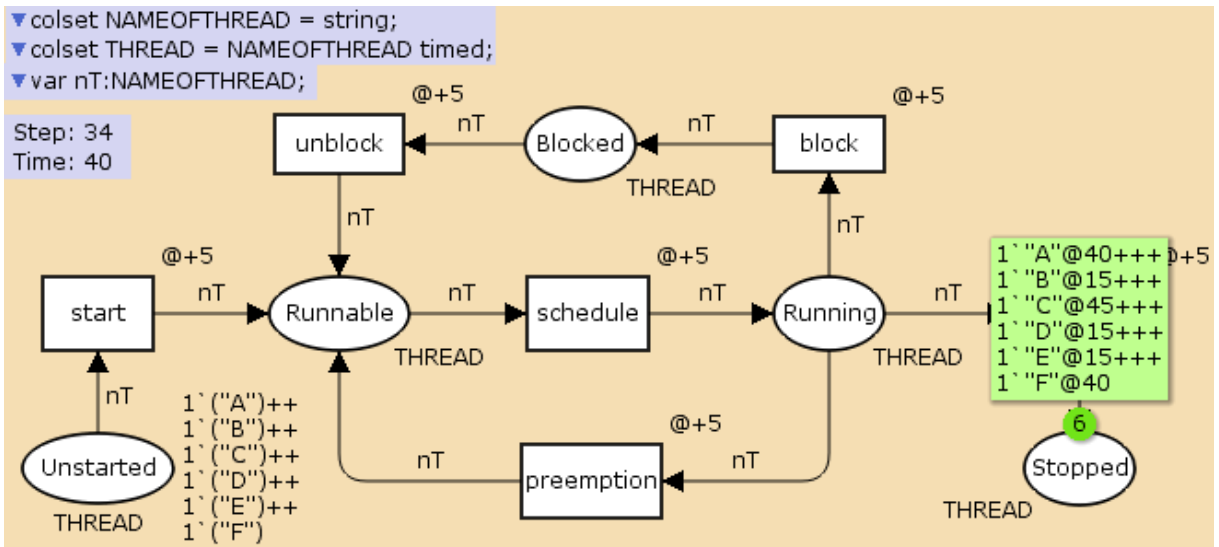 colset NAMEOFTHREAD = string;
colset THREAD = NAMEOFTHREAD timed;
var nT:NAMEOFTHREAD;
Step: 34
Time: 40
@+5
unblock
nT
Blocked
THREAD
nT
@+5
block
nT
nT
@+5
start
nT
Runnable
THREAD
nT
@+5
schedule
nT
Running
THREAD
nT
1`"A"@40+++
1`"B"@15+++
1`"C"@45+++
1`"D"@15+++
1`"E"@15+++
1`"F"@40
@+5
nT
Unstarted
THREAD
1`("A")++
1`("B")++
1`("C")++
1`("D")++
1`("E")++
1`("F")
nT
@+5
preemption
nT
6
Stopped
THREAD